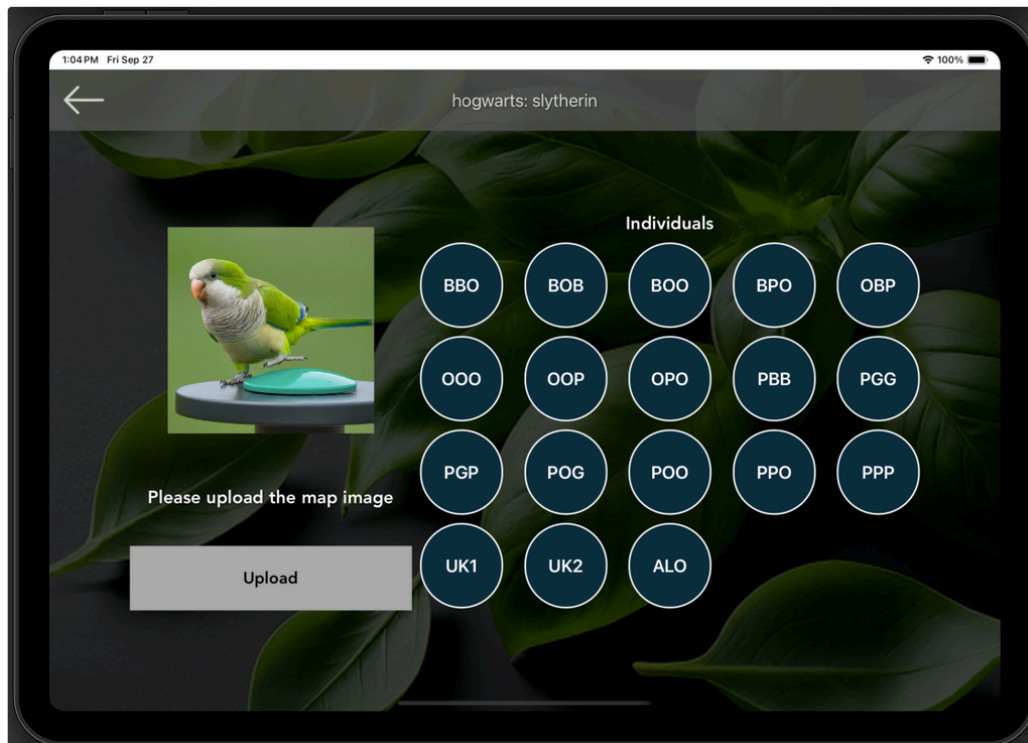 1:04 PM Fri Sep 27
100%
hogwarts: slytherin
Individuals
BBO BOB BOO BPO OBP
OOO OOP OPO PBB PGG
PGP POG POO PPO PPP
UK1 UK2 ALO
Please upload the map image
Upload